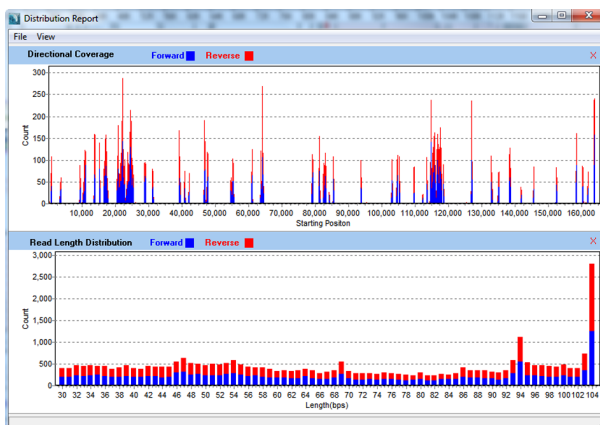 Distribution Report
File View
Directional Coverage Forward Reverse
300
250
200
150
100
50
0
Count
10,000 20,000 30,000 40,000 50,000 60,000 70,000 80,000 90,000 100,000 110,000 120,000 130,000 140,000 150,000 160,000
Starting Positon
Read Length Distribution Forward Reverse
3,000
2,500
2,000
1,500
1,000
500
0
Count
30 32 34 36 38 40 42 44 46 48 50 52 54 56 58 60 62 64 66 68 70 72 74 76 78 80 82 84 86 88 90 92 94 96 98 100 102 104
Length(bps)